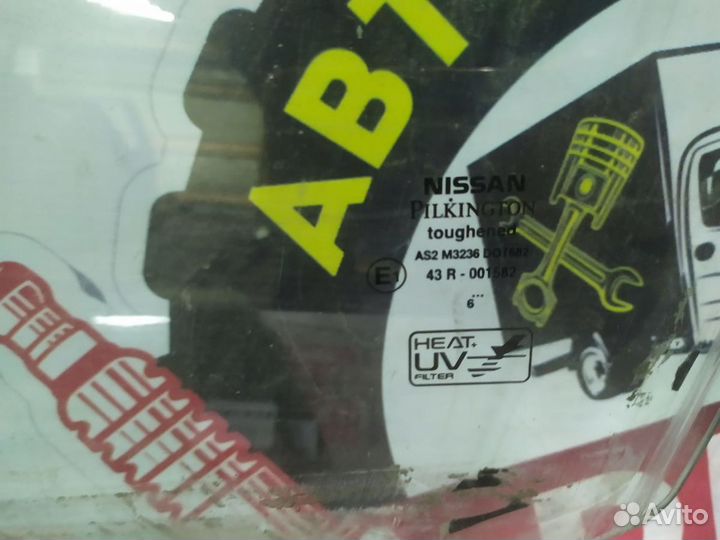 АВТ
NISSAN
PILKINGTON
toughened
AS2 M3236 DOT682
E1
43 R - 001582
...
6
HEAT+
UV
FILTER
Avito